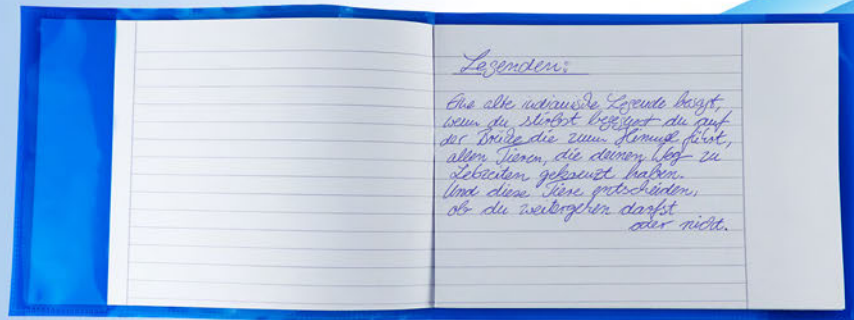 Legenden:
Eine alte indianische Legende besagt,
wenn du stirbst begegnest du auf
der Brücke die zum Himmel führt,
allen Tieren, die deinen Weg zu
Lebzeiten gekreuzt haben.
Und diese Tiere entscheiden,
ob du weitergehen darfst
oder nicht.